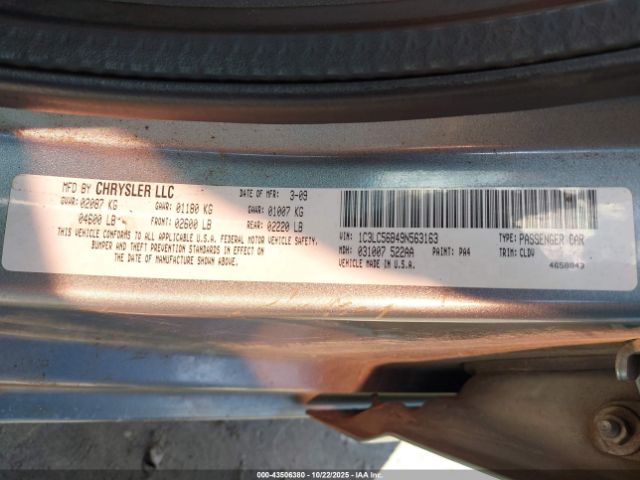 MFD BY CHRYSLER LLC
DATE OF MFR: 3-09
GVWR: 02087 KG
04600 LB
GAWR: 01180 KG
FRONT: 02600 LB
GAWR: 01007 KG
REAR: 02220 LB
THIS VEHICLE CONFORMS TO ALL APPLICABLE U.S.A. FEDERAL MOTOR VEHICLE SAFETY,
BUMPER AND THEFT PREVENTION STANDARDS IN EFFECT ON
THE DATE OF MANUFACTURE SHOWN ABOVE.
VIN: 1C3LC56B49N563163
TYPE: PASSENGER CAR
MDH: 031007 522AA
PAINT: PA4
TRIM: CLDV
VEHICLE MADE IN U.S.A.
4658843
000-43506380 - 10/22/2025 - IAAI.COM